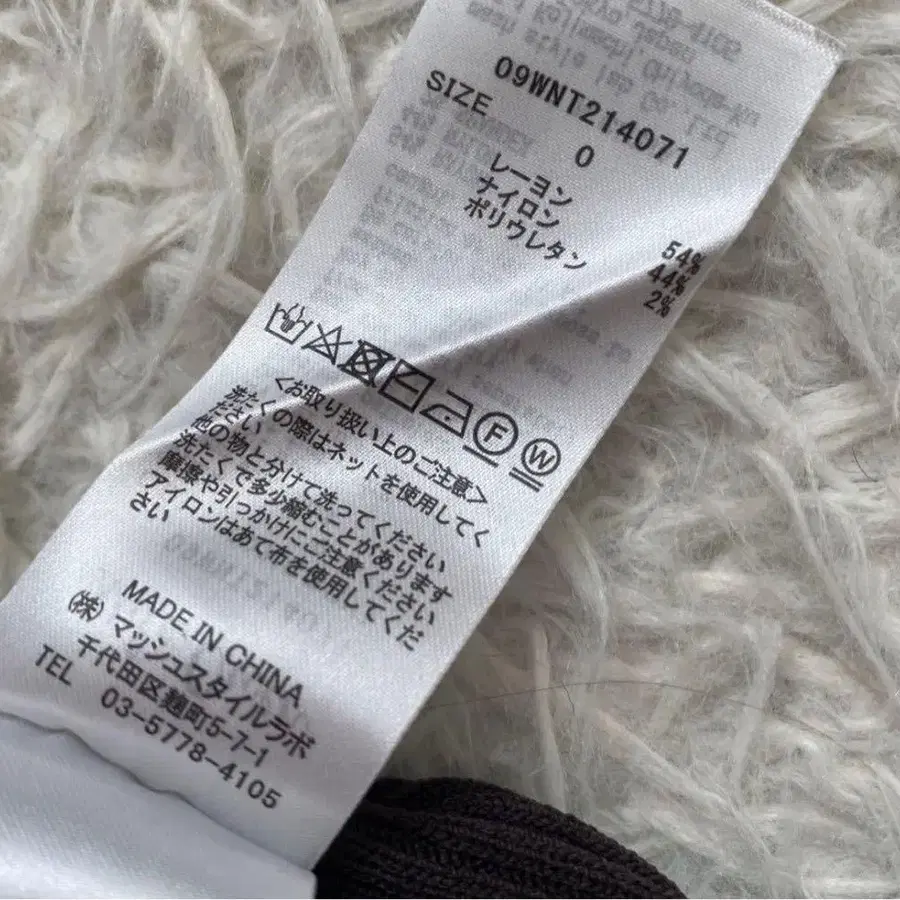 09WNT214071
SIZE 0
レーヨン 54%
ナイロン 44%
ポリウレタン 2%
F W
<お取り扱い上のご注意>
洗たくの際はネットを使用してく
ださい
他の物と分けて洗ってください
洗たくで多少縮むことがあります
摩擦や引っかけにご注意ください
アイロンはあて布を使用してくだ
さい
MADE IN CHINA
(株)マッシュスタイルラボ
千代田区麹町5-7-1
TEL 03-5778-4105